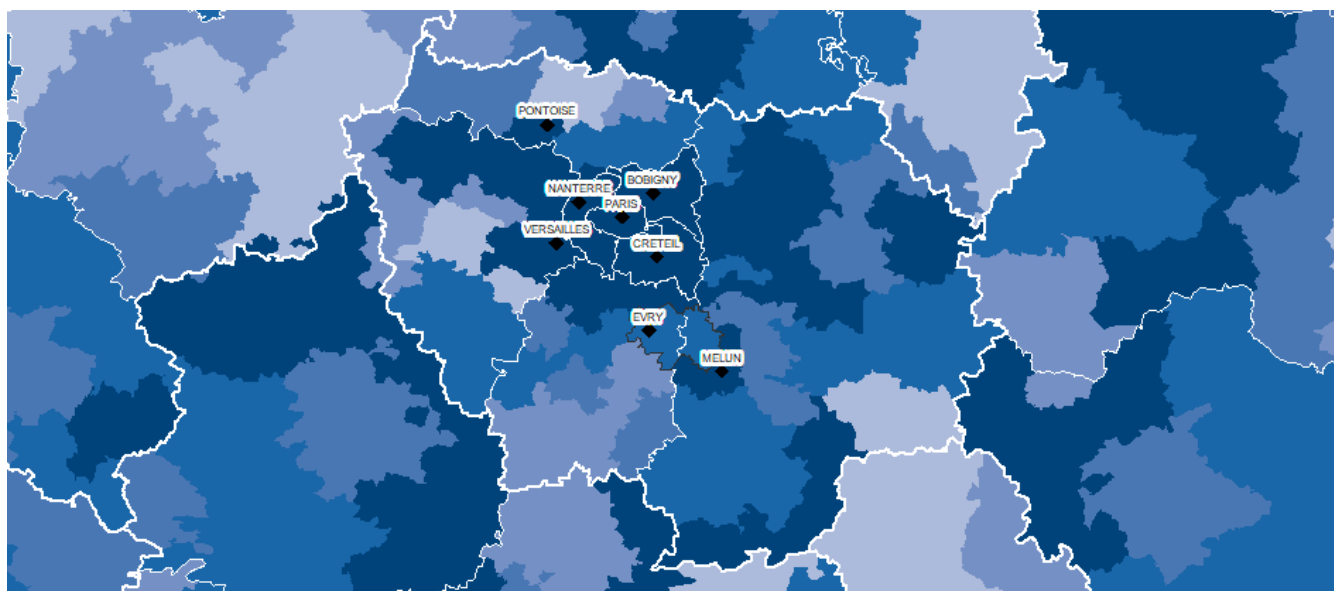 PONTOISE
BOBIGNY
NANTERRE
PARIS
VERSAILLES
CRETEIL
EVRY
MELUN